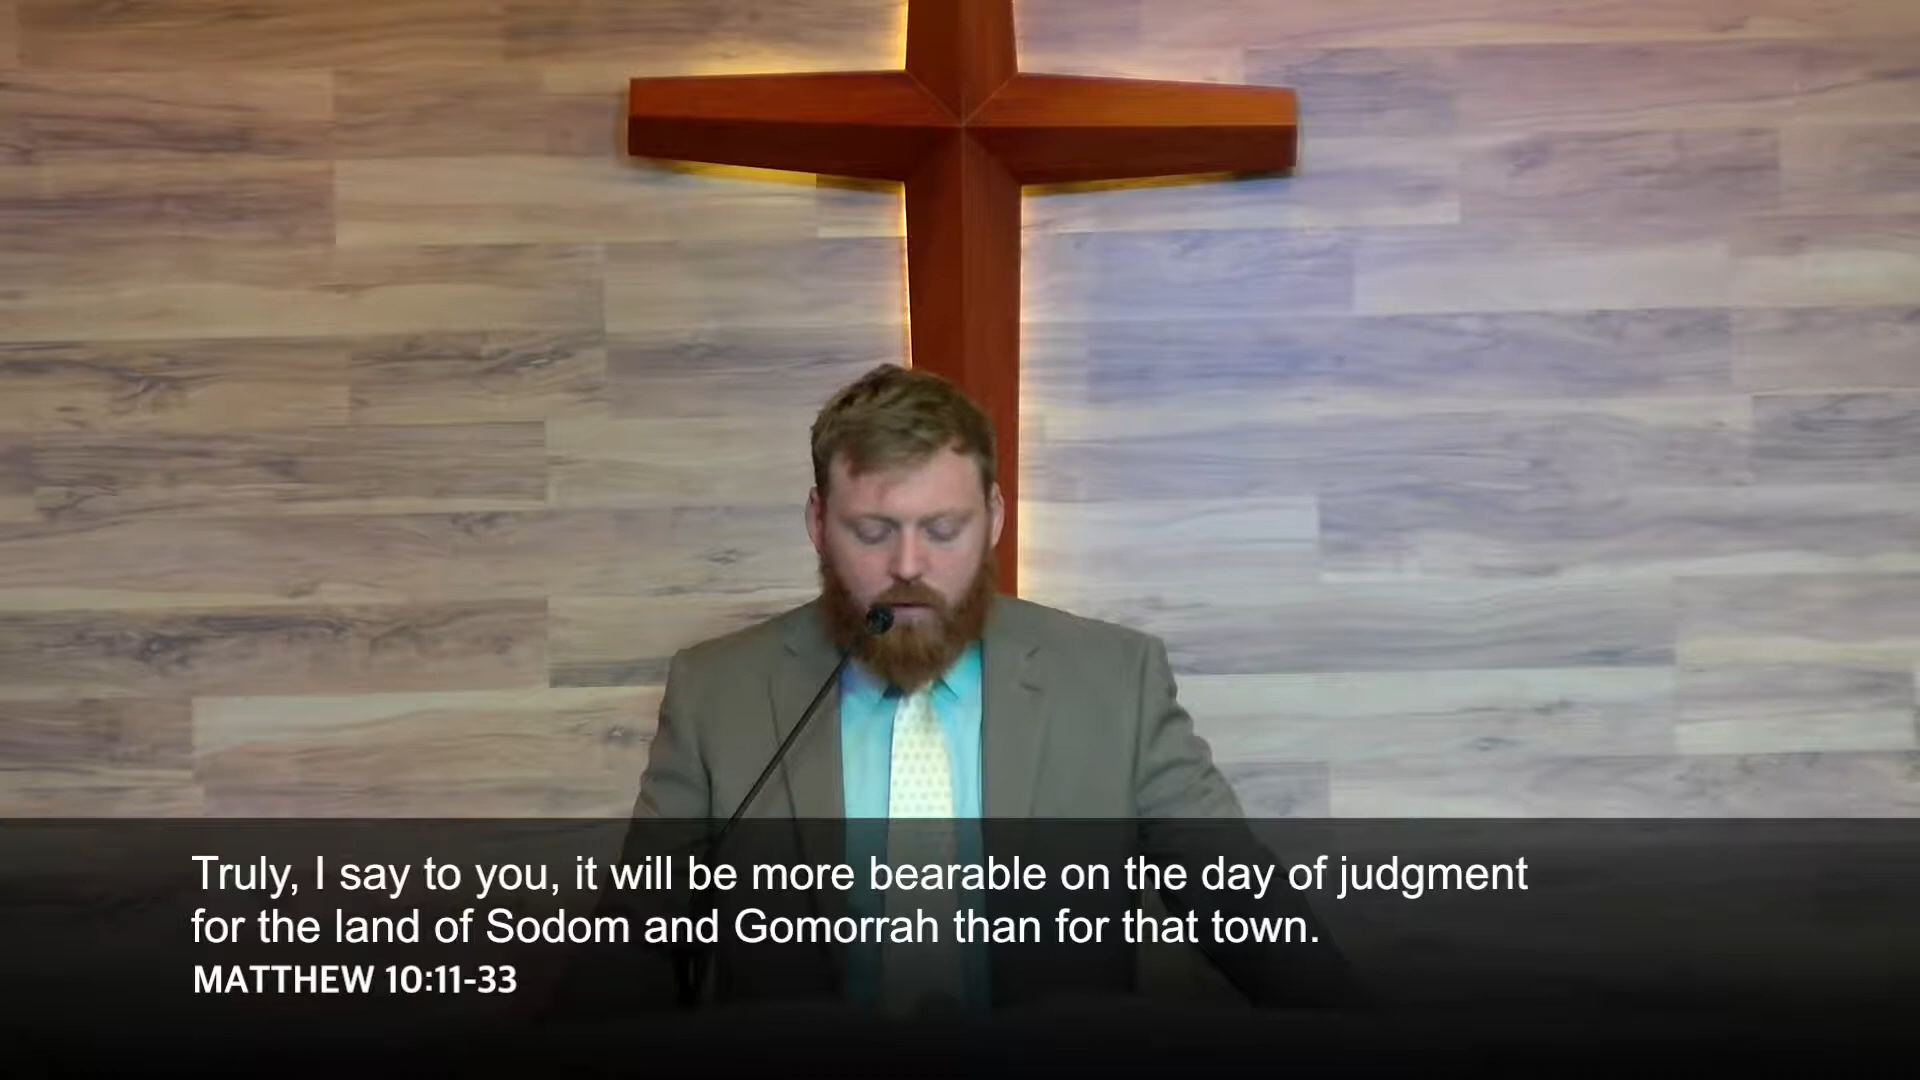 Truly, I say to you, it will be more bearable on the day of judgment
for the land of Sodom and Gomorrah than for that town.
MATTHEW 10:11-33